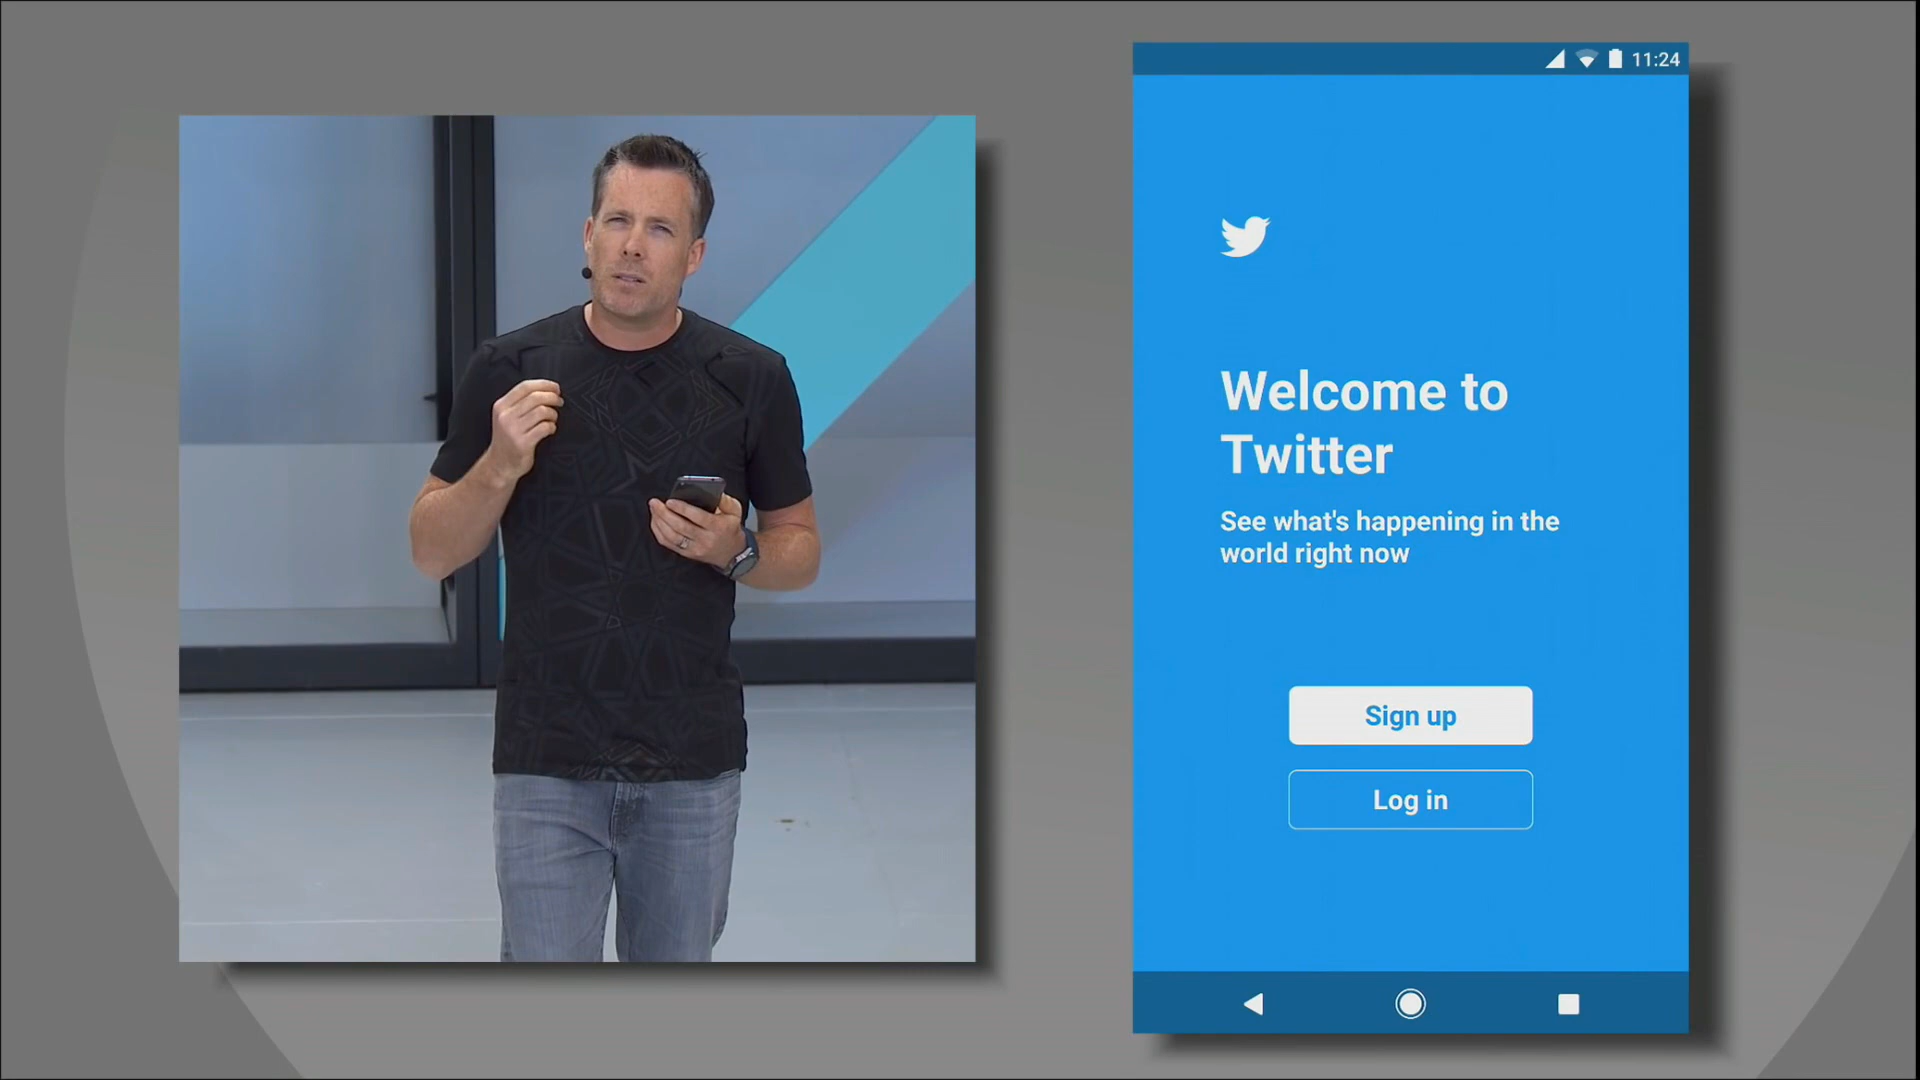 11:24
Welcome to
Twitter
See what's happening in the
world right now
Sign up
Log in